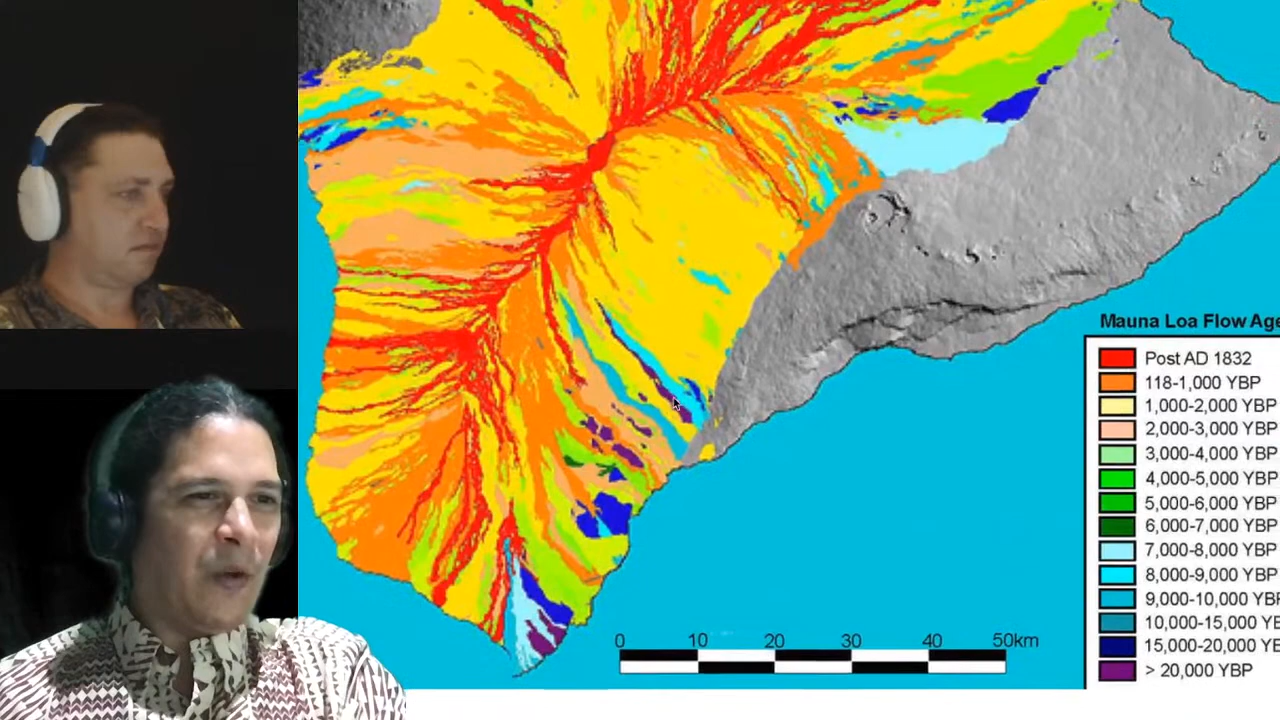 Mauna Loa Flow Age
Post AD 1832
118-1,000 YBP
1,000-2,000 YBP
2,000-3,000 YBP
3,000-4,000 YBP
4,000-5,000 YBP
5,000-6,000 YBP
6,000-7,000 YBP
7,000-8,000 YBP
8,000-9,000 YBP
9,000-10,000 YBP
10,000-15,000 YB
15,000-20,000 YB
> 20,000 YBP
0 10 20 30 40 50km